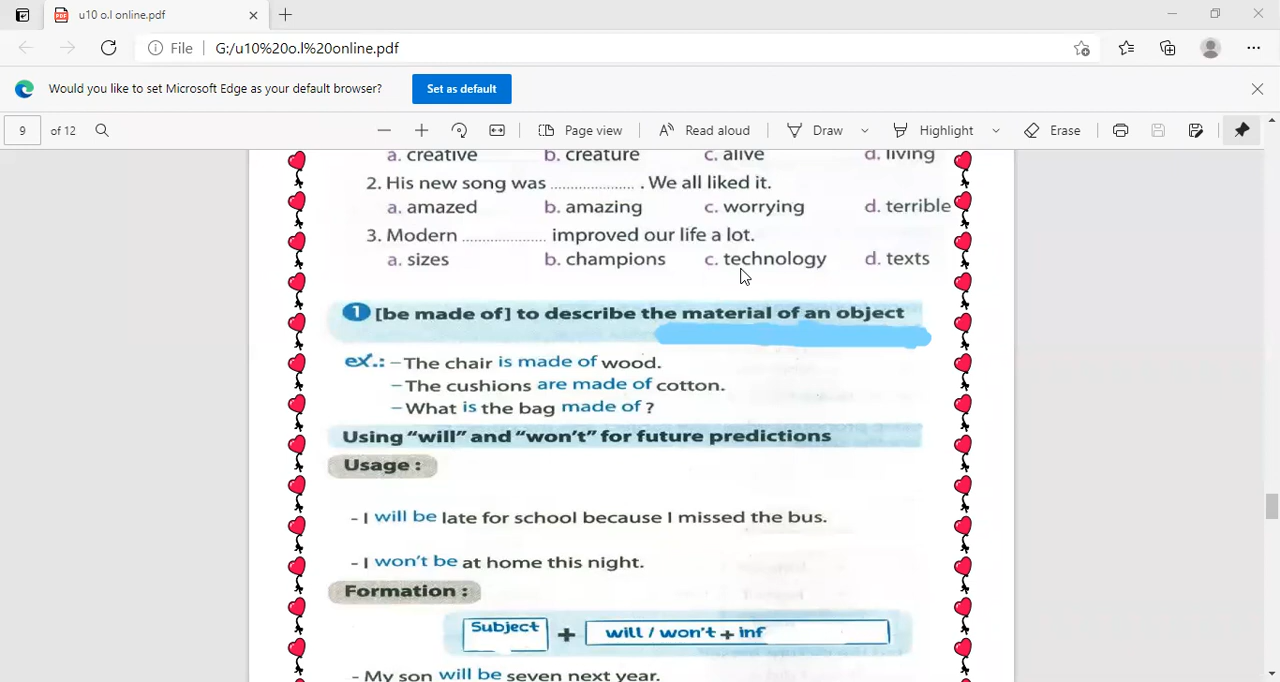 u10 o.l online.pdf
File G:/u10%20o.l%20online.pdf
Would you like to set Microsoft Edge as your default browser? Set as default
9 of 12 Page view Read aloud Draw Highlight Erase
a. creative b. creature c. alive d. living
2. His new song was .................... . We all liked it.
a. amazed b. amazing c. worrying d. terrible
3. Modern .................... improved our life a lot.
a. sizes b. champions c. technology d. texts
1 [be made of] to describe the material of an object
ex.: - The chair is made of wood.
- The cushions are made of cotton.
- What is the bag made of ?
Using “will” and “won't” for future predictions
Usage :
- I will be late for school because I missed the bus.
- I won't be at home this night.
Formation :
Subject + will / won't + inf
- My son will be seven next year.